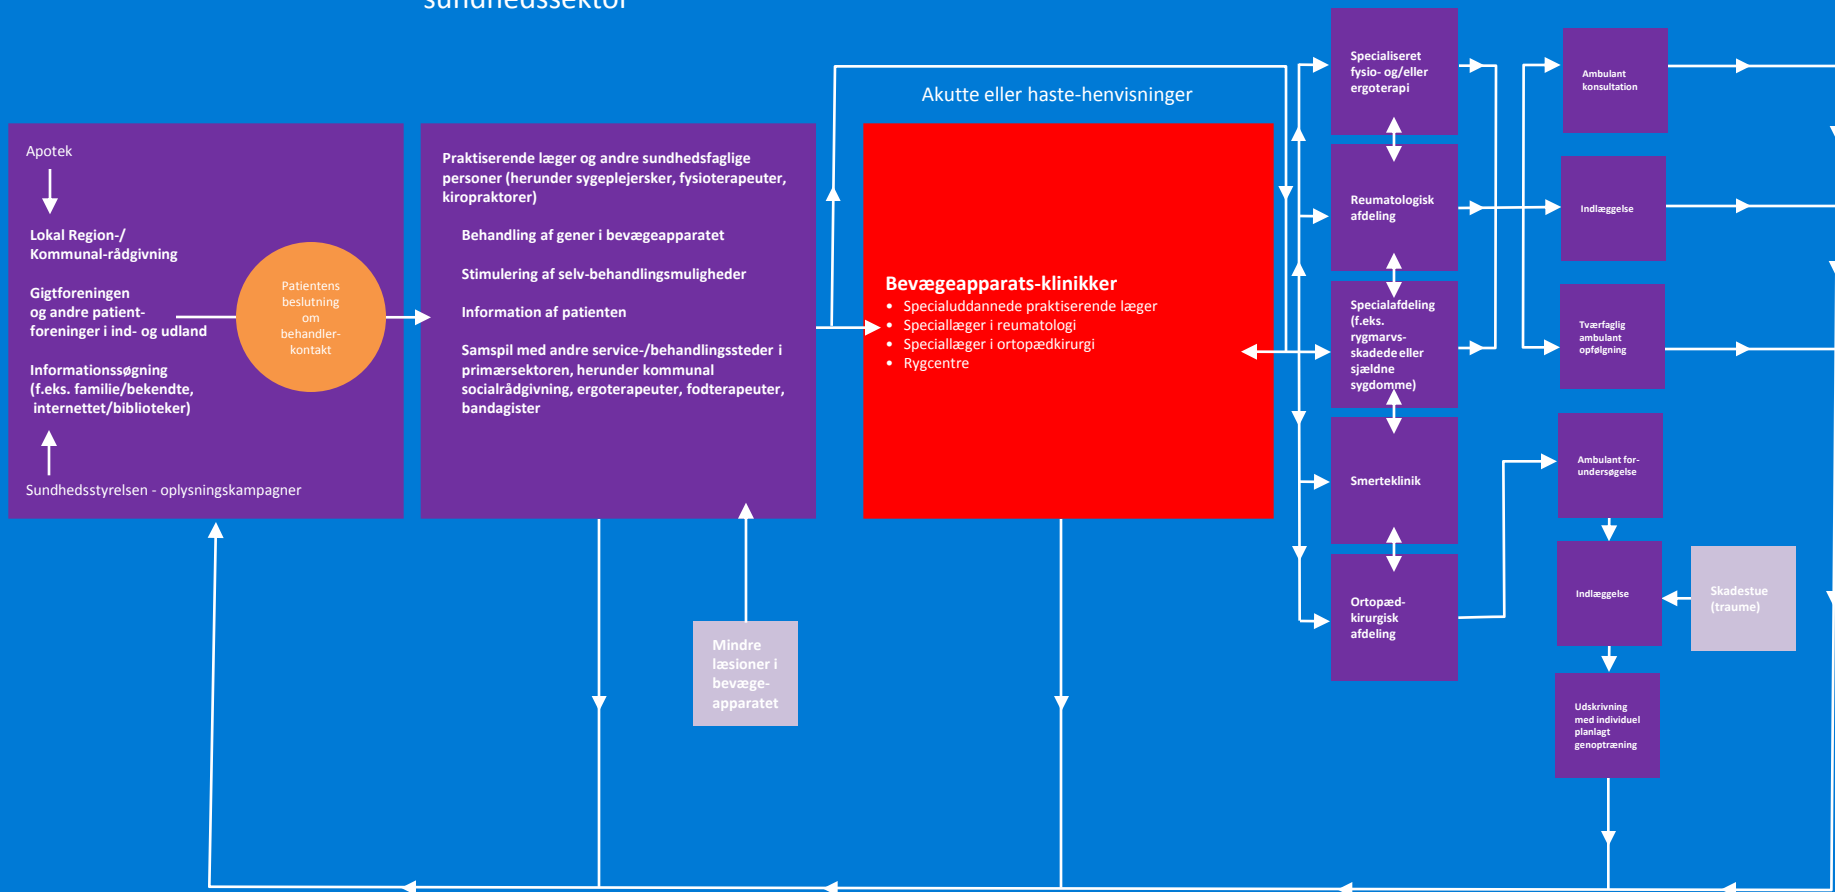 sundhedssektor
Akutte eller haste-henvisninger
Apotek
Lokal Region-/
Kommunal-rådgivning
Gigtforeningen
og andre patient-
foreninger i ind- og udland
Informationssøgning
(f.eks. familie/bekendte,
internettet/biblioteker)
Sundhedsstyrelsen - oplysningskampagner
Patientens
beslutning
om
behandler-
kontakt
Praktiserende læger og andre sundhedsfaglige
personer (herunder sygeplejersker, fysioterapeuter,
kiropraktorer)
Behandling af gener i bevægeapparatet
Stimulering af selv-behandlingsmuligheder
Information af patienten
Samspil med andre service-/behandlingssteder i
primærsektoren, herunder kommunal
socialrådgivning, ergoterapeuter, fodterapeuter,
bandagister
Mindre
læsioner i
bevæge-
apparatet
Bevægeapparats-klinikker
• Specialuddannede praktiserende læger
• Speciallæger i reumatologi
• Speciallæger i ortopædkirurgi
• Rygcentre
Specialiseret
fysio- og/eller
ergoterapi
Reumatologisk
afdeling
Specialafdeling
(f.eks.
rygmarvs-
skadede eller
sjældne
sygdomme)
Smerteklinik
Ortopæd-
kirurgisk
afdeling
Ambulant
konsultation
Indlæggelse
Tværfaglig
ambulant
opfølgning
Ambulant for-
undersøgelse
Indlæggelse
Skadestue
(traume)
Udskrivning
med individuel
planlagt
genoptræning